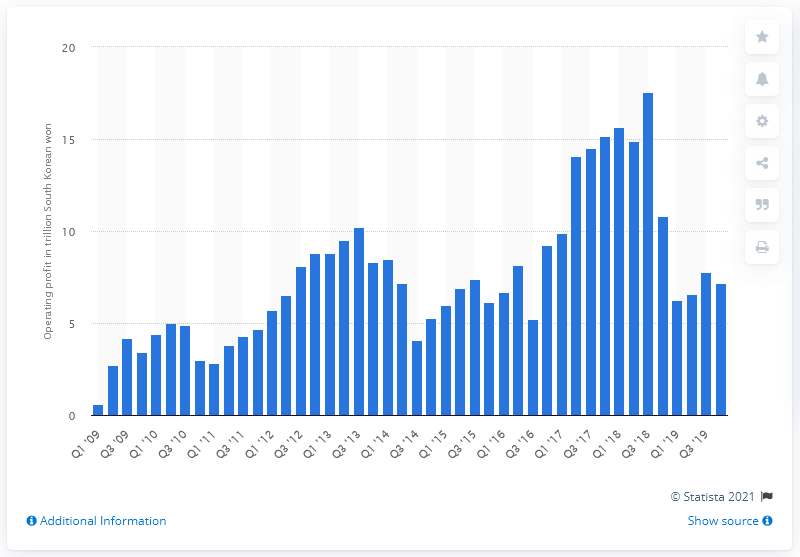 20
15
10
5
0
Operating profit in trillion South Korean won
Q1 '09
Q3 '09
Q1 '10
Q3 '10
Q1 '11
Q3 '11
Q1 '12
Q3 '12
Q1 '13
Q3 '13
Q1 '14
Q3 '14
Q1 '15
Q3 '15
Q1 '16
Q3 '16
Q1 '17
Q3 '17
Q1 '18
Q3 '18
Q1 '19
Q3 '19
© Statista 2021
Additional Information
Show source